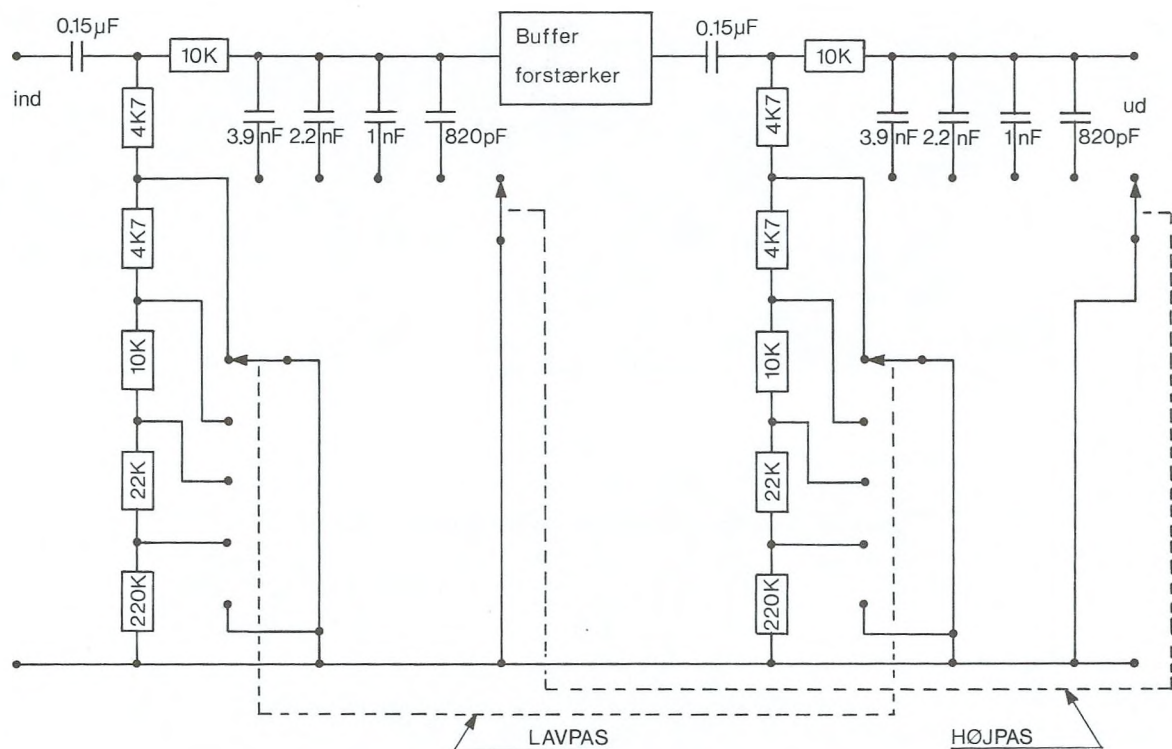 0.15µF
10K
Buffer
forstærker
0.15µF
10K
ind
4K7
3.9nF
2.2nF
1nF
820pF
4K7
3.9nF
2.2nF
1nF
820pF
ud
4K7
4K7
10K
10K
22K
22K
220K
220K
LAVPAS
HØJPAS